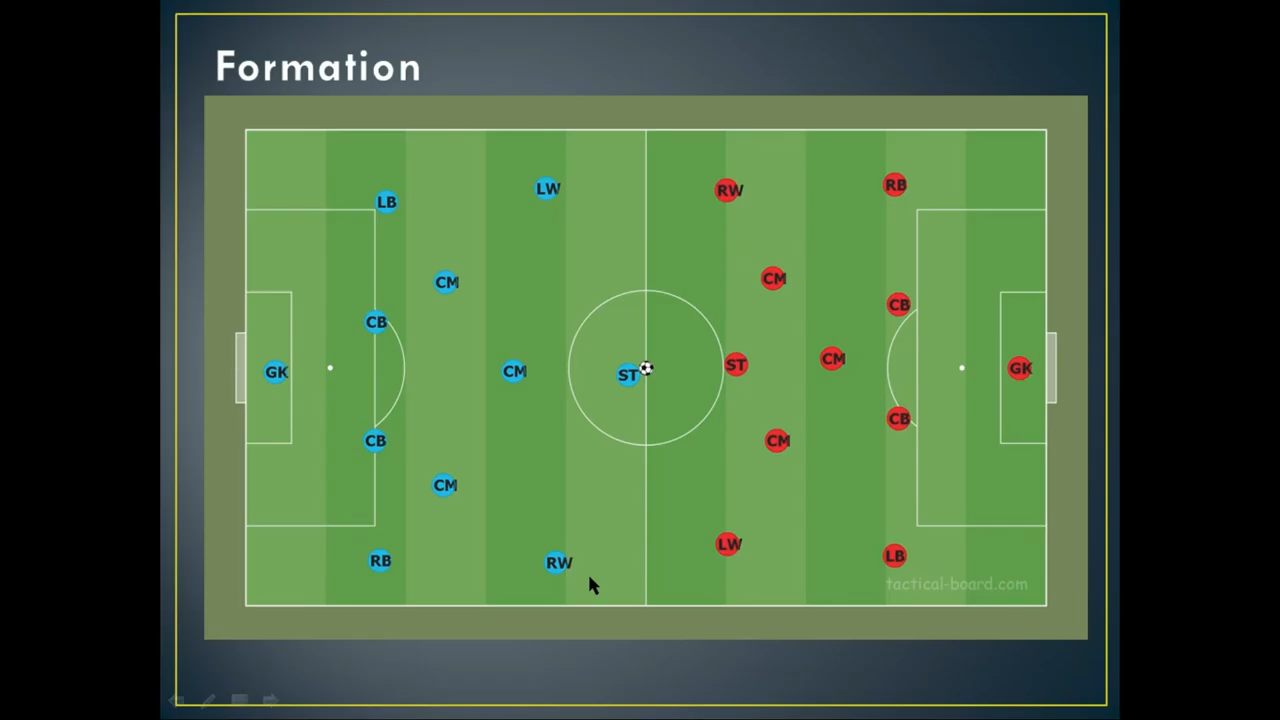 Formation
LB
LW
RW
RB
CM
CM
CB
CB
GK
CM
ST
ST
CM
GK
CB
CB
CM
CM
RB
RW
LW
LB
tactical-board.com